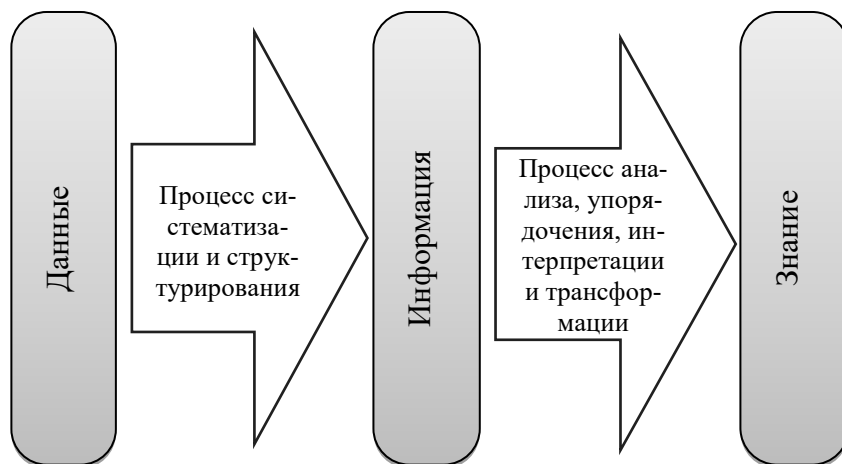 Данные
Процесс си-
стематиза-
ции и струк-
турирования
Информация
Процесс ана-
лиза, упоря-
дочения, ин-
терпретации
и трансфор-
мации
Знание